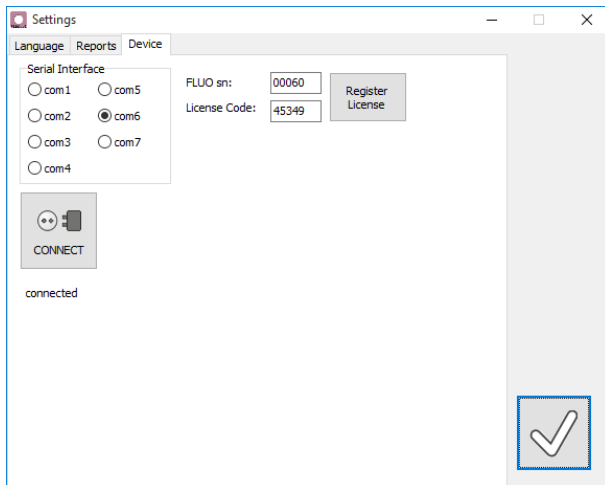 Settings
Language Reports Device
Serial Interface
com1 com5
com2 com6
com3 com7
com4
FLUO sn: 00060
License Code: 45349
Register
License
CONNECT
connected